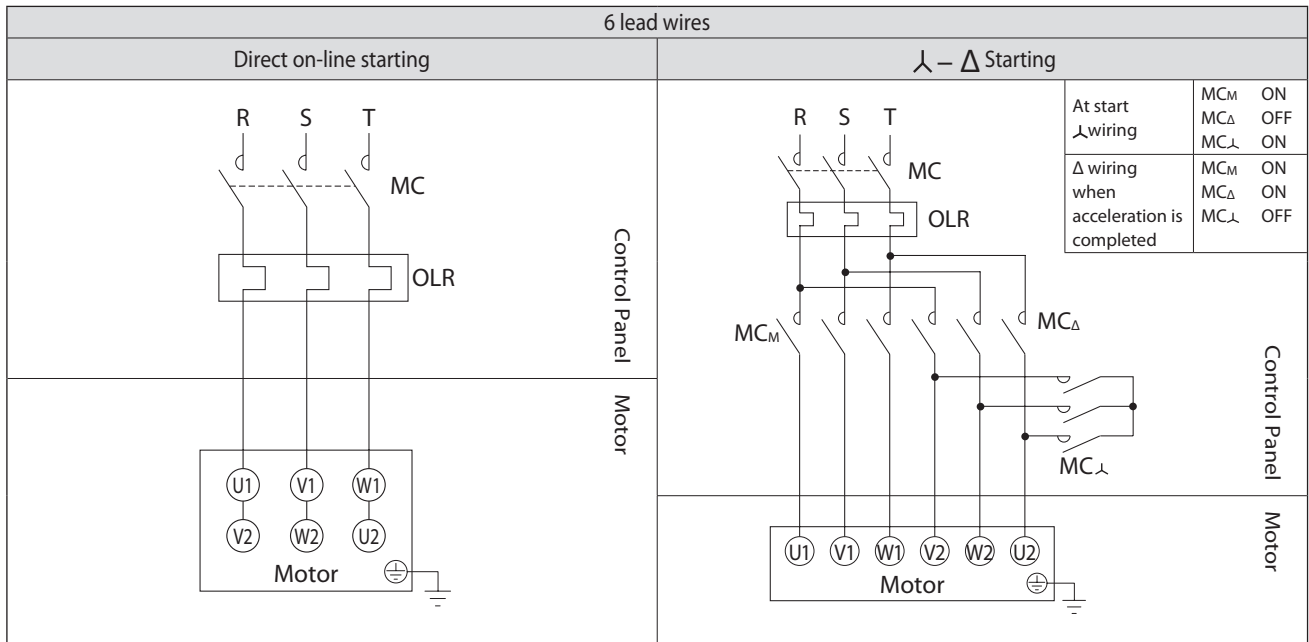 6 lead wires
Direct on-line starting
⅄ – Δ Starting
R S T
MC
OLR
Control Panel
Motor
U1 V1 W1
V2 W2 U2
Motor
At start
⅄wiring
MCM ON
MCΔ OFF
MC⅄ ON
Δ wiring
when
acceleration is
completed
MCM ON
MCΔ ON
MC⅄ OFF
R S T
MC
OLR
MCM
MCΔ
MC⅄
Control Panel
Motor
U1 V1 W1 V2 W2 U2
Motor